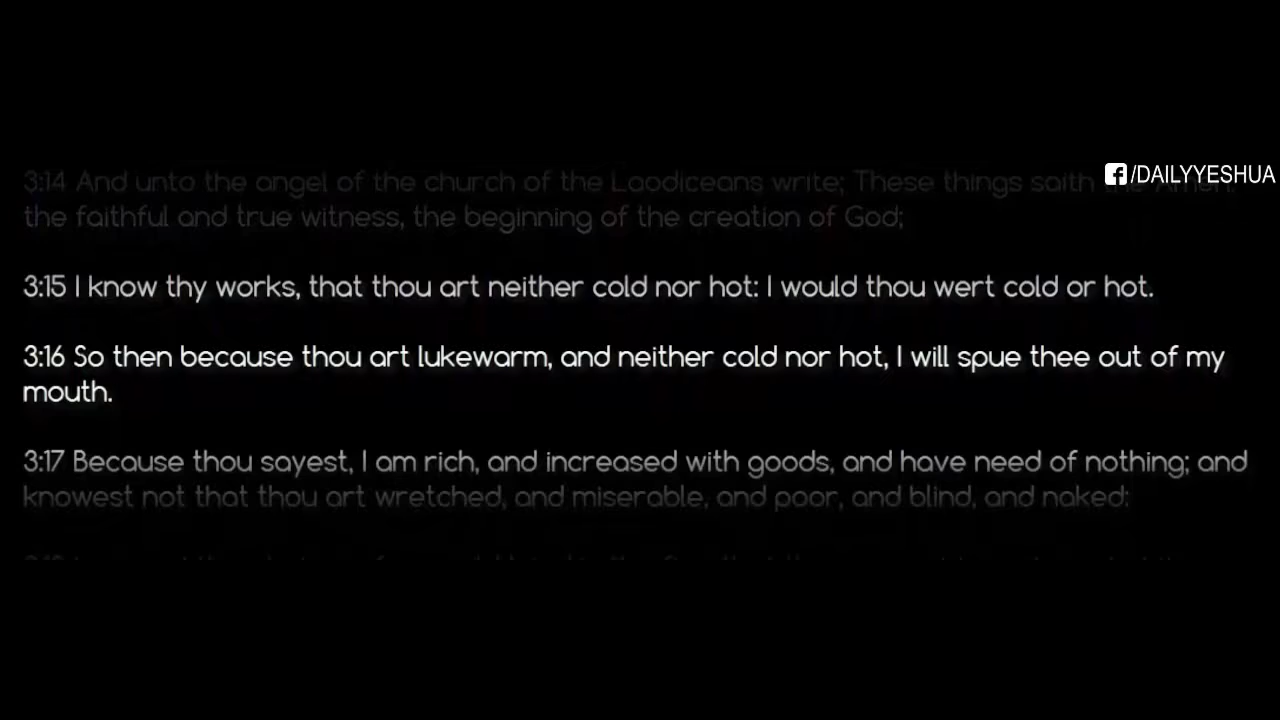 3:14 And unto the angel of the church of the Laodiceans write; These things saith
/DAILYYESHUA
the faithful and true witness, the beginning of the creation of God;
3:15 I know thy works, that thou art neither cold nor hot: I would thou wert cold or hot.
3:16 So then because thou art lukewarm, and neither cold nor hot, I will spue thee out of my
mouth.
3:17 Because thou sayest, I am rich, and increased with goods, and have need of nothing; and
knowest not that thou art wretched, and miserable, and poor, and blind, and naked: